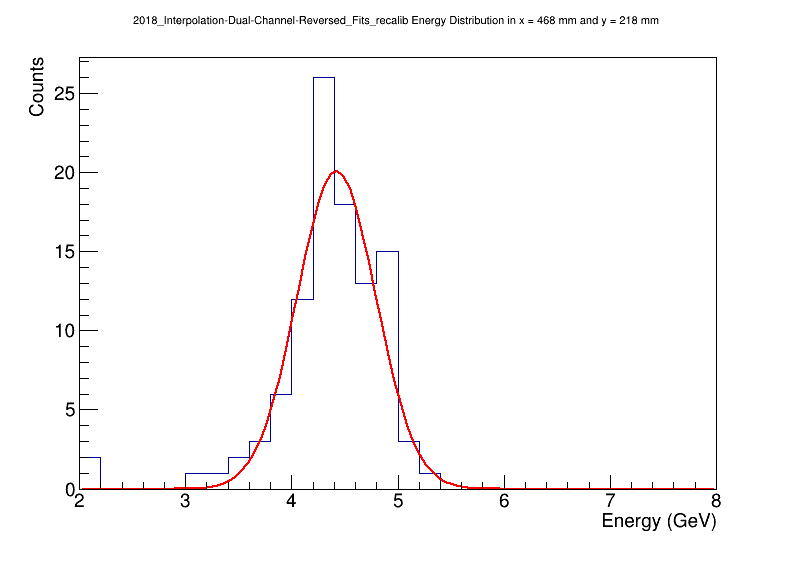 2018_Interpolation-Dual-Channel-Reversed_Fits_recalib Energy Distribution in x = 468 mm and y = 218 mm
Counts
25
20
15
10
5
0
2 3 4 5 6 7 8
Energy (GeV)